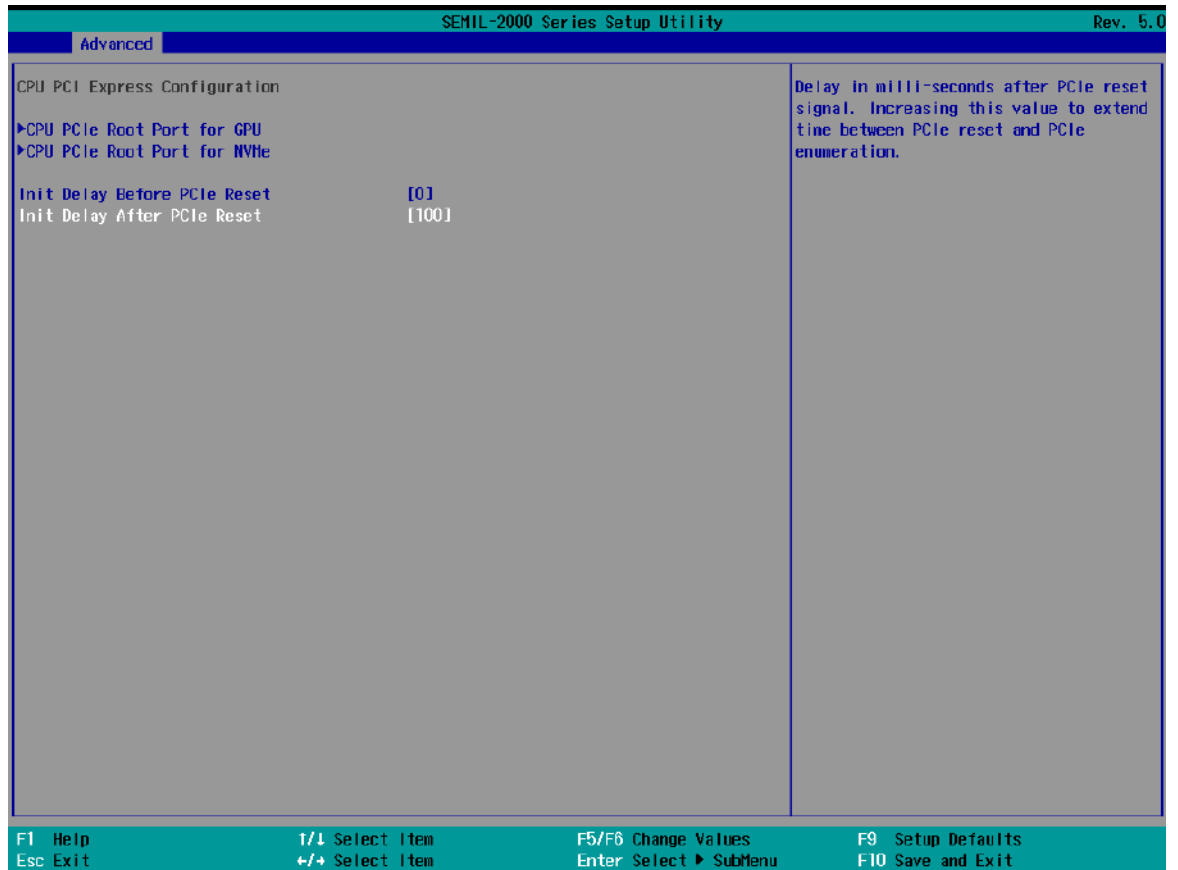 SEMIL-2000 Series Setup Utility Rev. 5.0
Advanced
CPU PCI Express Configuration
▶CPU PCIe Root Port for GPU
▶CPU PCIe Root Port for NVMe
Init Delay Before PCIe Reset [0]
Init Delay After PCIe Reset [100]
Delay in milli-seconds after PCIe reset
signal. Increasing this value to extend
time between PCIe reset and PCIe
enumeration.
F1 Help ↑/↓ Select Item F5/F6 Change Values F9 Setup Defaults
Esc Exit ←/→ Select Item Enter Select ▶ SubMenu F10 Save and Exit